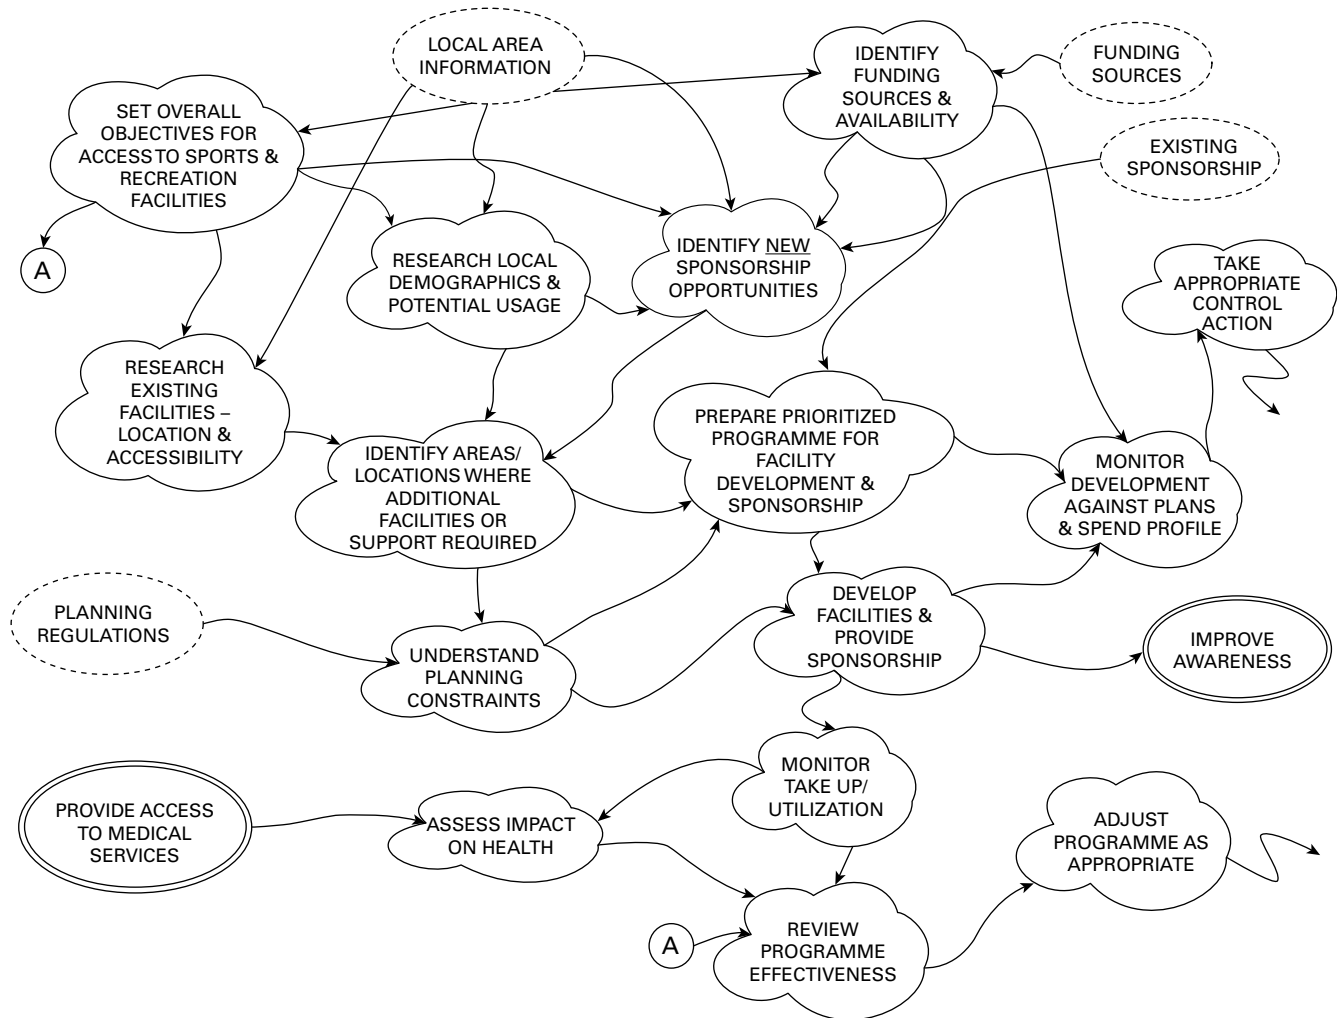 LOCAL AREA
INFORMATION
IDENTIFY
FUNDING
SOURCES &
AVAILABILITY
FUNDING
SOURCES
SET OVERALL
OBJECTIVES FOR
ACCESS TO SPORTS &
RECREATION
FACILITIES
EXISTING
SPONSORSHIP
A
RESEARCH LOCAL
DEMOGRAPHICS &
POTENTIAL USAGE
IDENTIFY NEW
SPONSORSHIP
OPPORTUNITIES
TAKE
APPROPRIATE
CONTROL
ACTION
RESEARCH
EXISTING
FACILITIES –
LOCATION &
ACCESSIBILITY
IDENTIFY AREAS/
LOCATIONS WHERE
ADDITIONAL
FACILITIES OR
SUPPORT REQUIRED
PREPARE PRIORITIZED
PROGRAMME FOR
FACILITY
DEVELOPMENT &
SPONSORSHIP
MONITOR
DEVELOPMENT
AGAINST PLANS
& SPEND PROFILE
PLANNING
REGULATIONS
UNDERSTAND
PLANNING
CONSTRAINTS
DEVELOP
FACILITIES &
PROVIDE
SPONSORSHIP
IMPROVE
AWARENESS
PROVIDE ACCESS
TO MEDICAL
SERVICES
ASSESS IMPACT
ON HEALTH
MONITOR
TAKE UP/
UTILIZATION
ADJUST
PROGRAMME AS
APPROPRIATE
A
REVIEW
PROGRAMME
EFFECTIVENESS